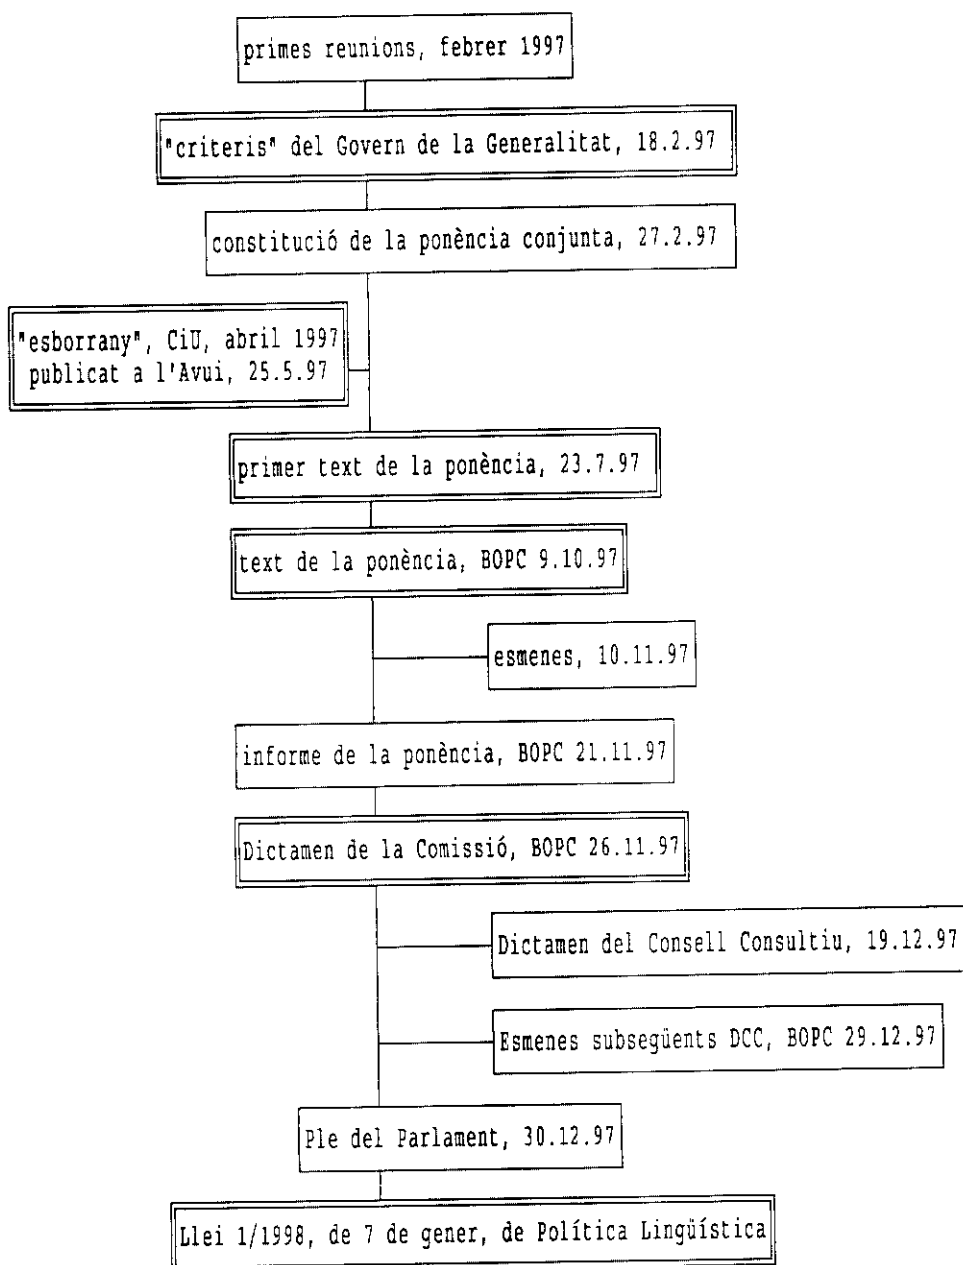 primes reunions, febrer 1997
"criteris" del Govern de la Generalitat, 18.2.97
constitució de la ponència conjunta, 27.2.97
"esborrany", CiU, abril 1997
publicat a l'Avui, 25.5.97
primer text de la ponència, 23.7.97
text de la ponència, BOPC 9.10.97
esmenes, 10.11.97
informe de la ponència, BOPC 21.11.97
Dictamen de la Comissió, BOPC 26.11.97
Dictamen del Consell Consultiu, 19.12.97
Esmenes subsegüents DCC, BOPC 29.12.97
Ple del Parlament, 30.12.97
Llei 1/1998, de 7 de gener, de Política Lingüística